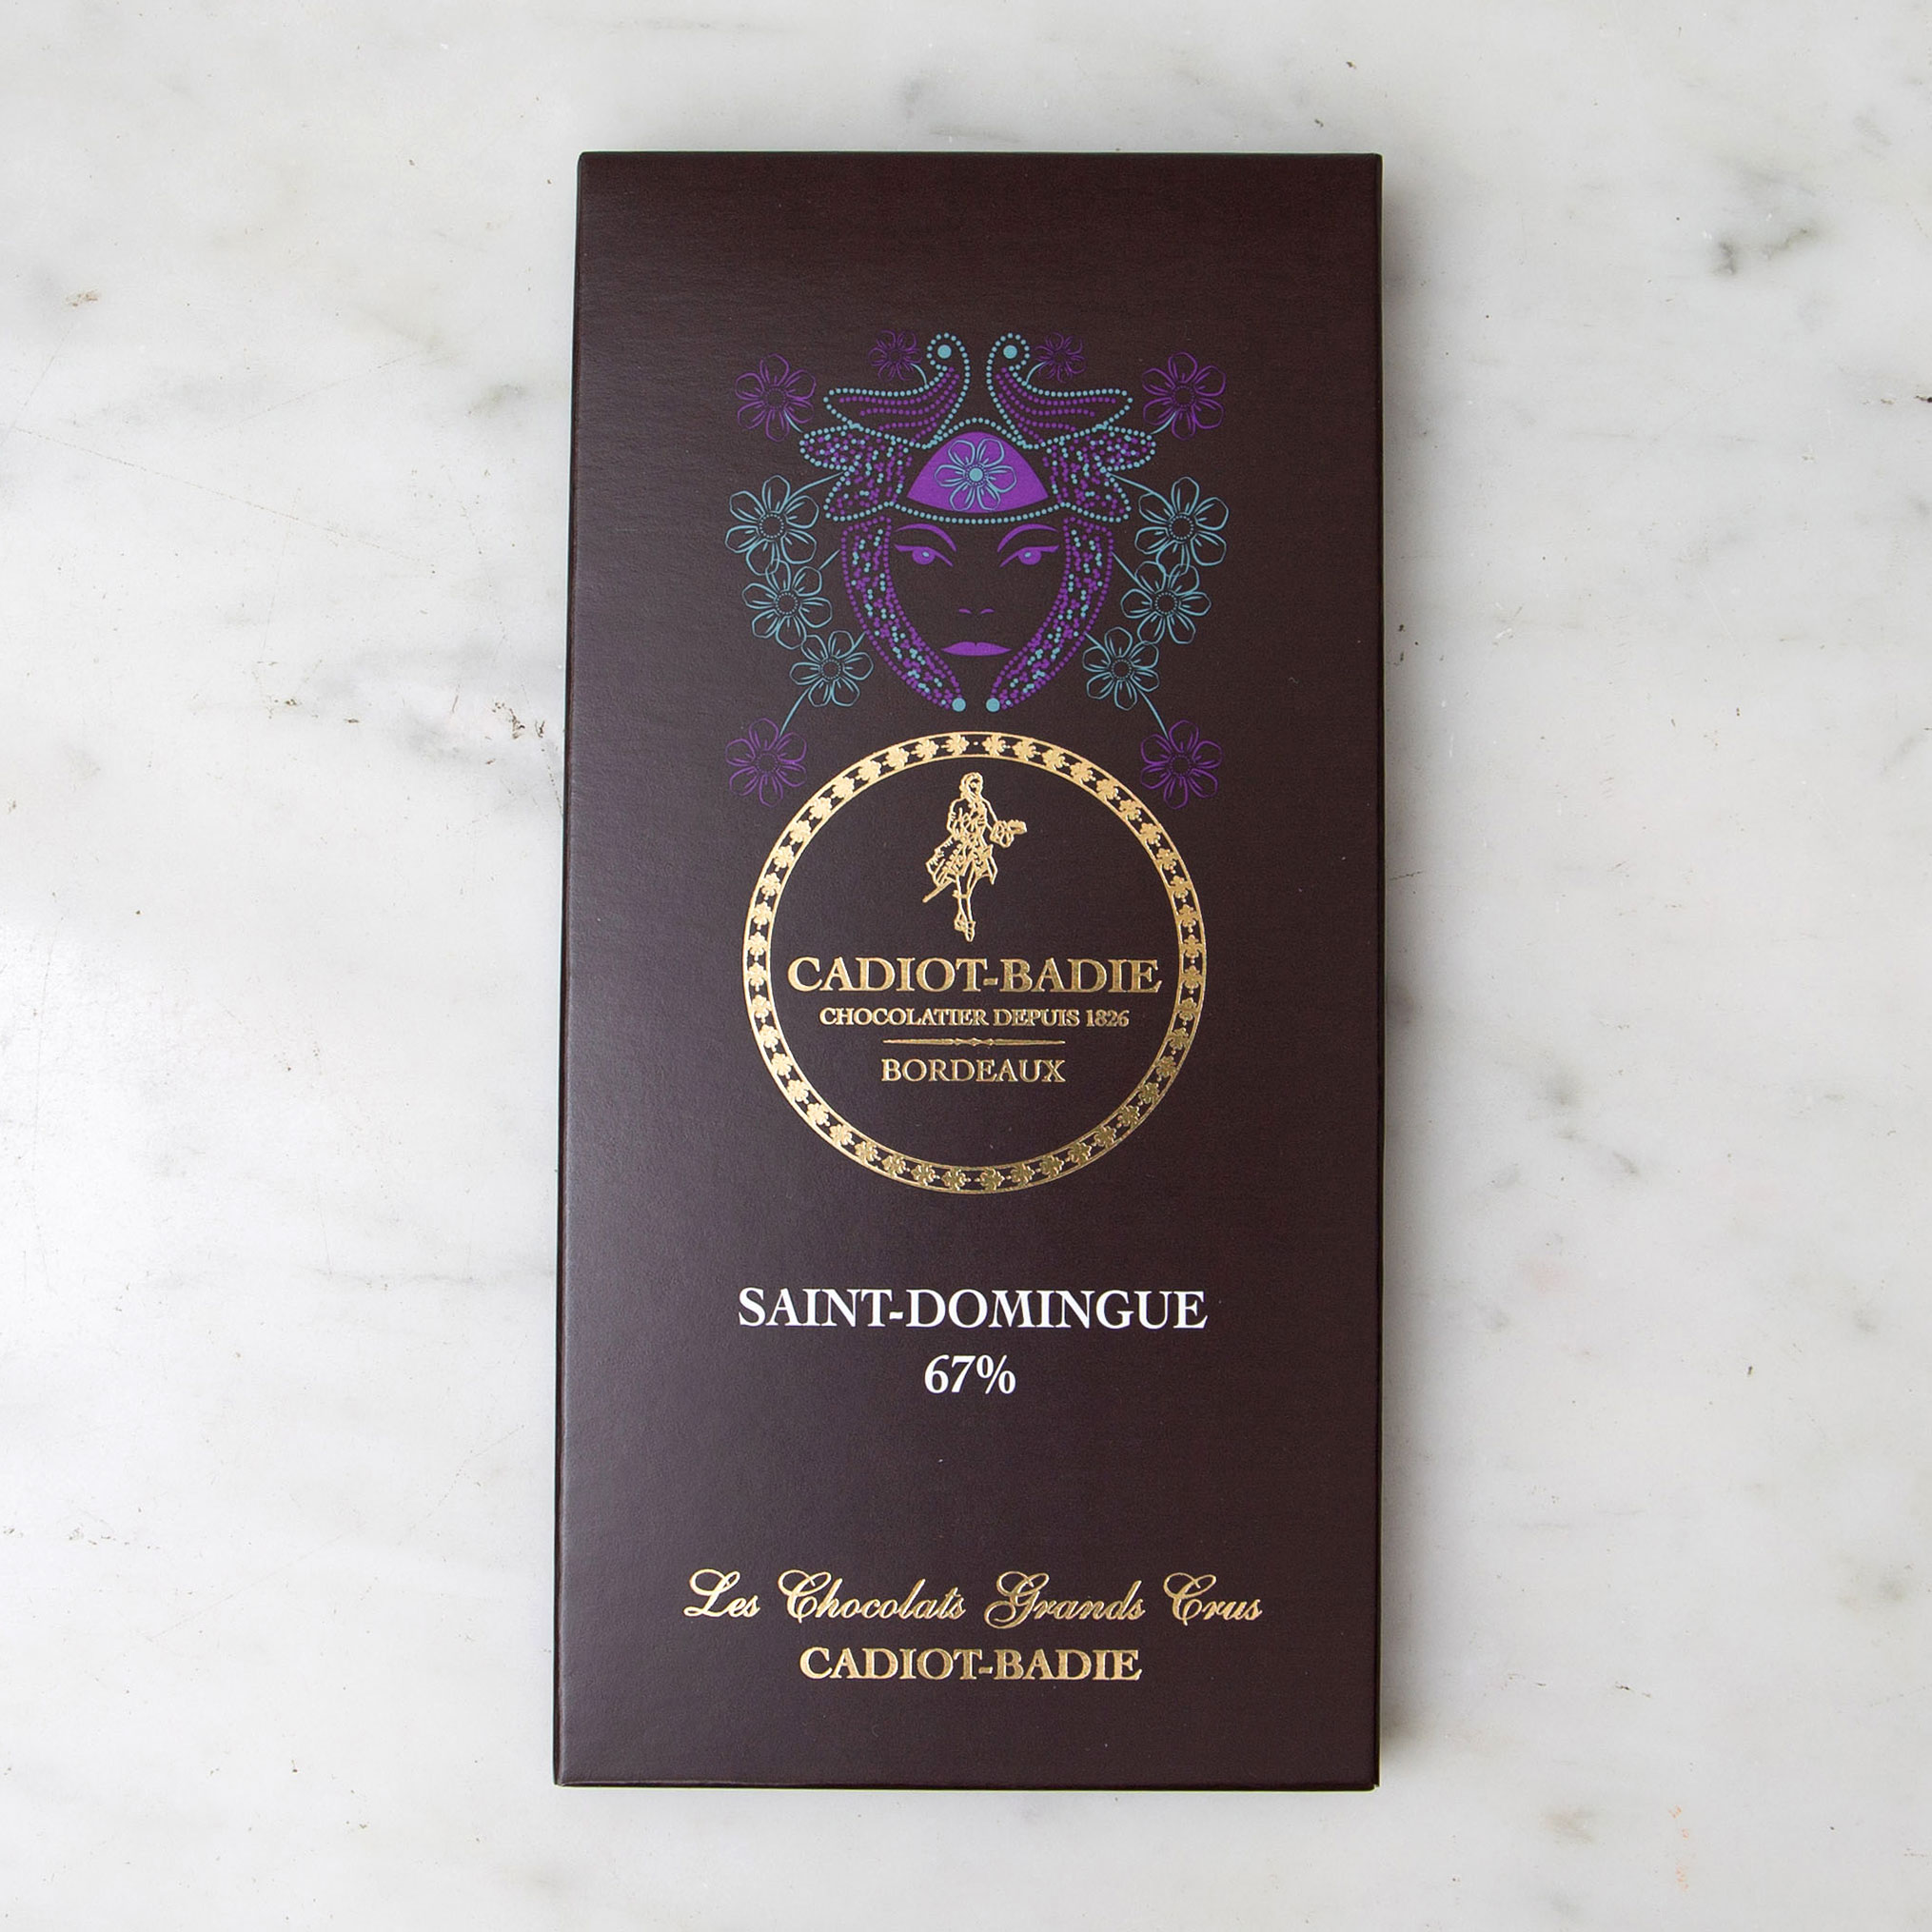 CADIOT-BADIE
CHOCOLATIER DEPUIS 1826
BORDEAUX
SAINT-DOMINGUE
67%
Les Chocolats Grands Crus
CADIOT-BADIE